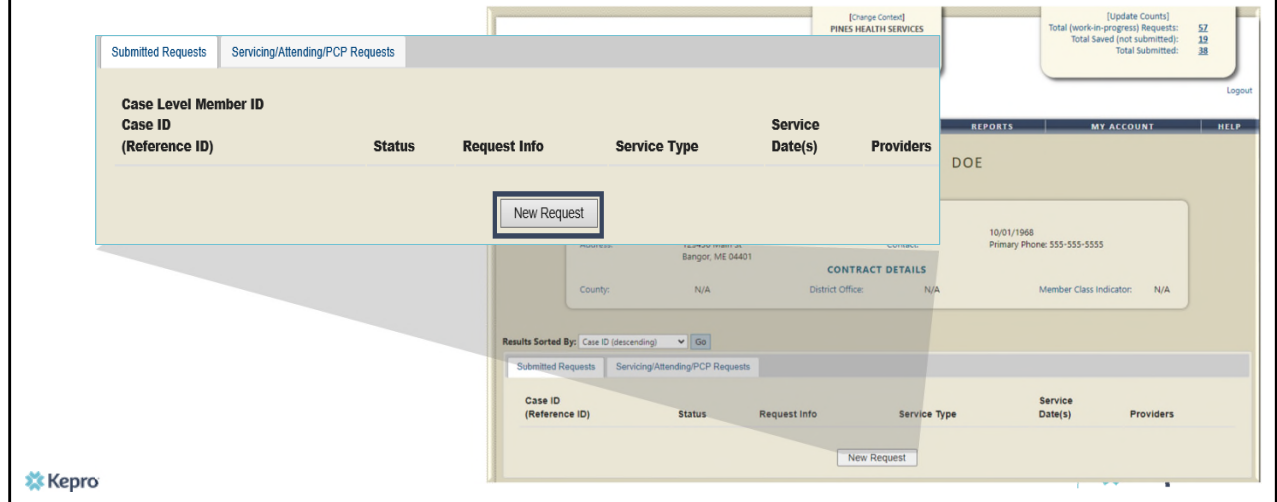 [Change Context]
PINES HEALTH SERVICES
[Update Counts]
Total (work-in-progress) Requests: 57
Total Saved (not submitted): 19
Total Submitted: 38
Logout
REPORTS MY ACCOUNT HELP
DOE
Submitted Requests Servicing/Attending/PCP Requests
Case Level Member ID
Case ID
(Reference ID) Status Request Info Service Type Service Date(s) Providers
New Request
10/01/1968
Address: 123456 Main St Contact: Primary Phone: 555-555-5555
Bangor, ME 04401
CONTRACT DETAILS
County: N/A District Office: N/A Member Class Indicator: N/A
Results Sorted By: Case ID (descending) Go
Submitted Requests Servicing/Attending/PCP Requests
Case ID
(Reference ID) Status Request Info Service Type Service Date(s) Providers
New Request
Kepro